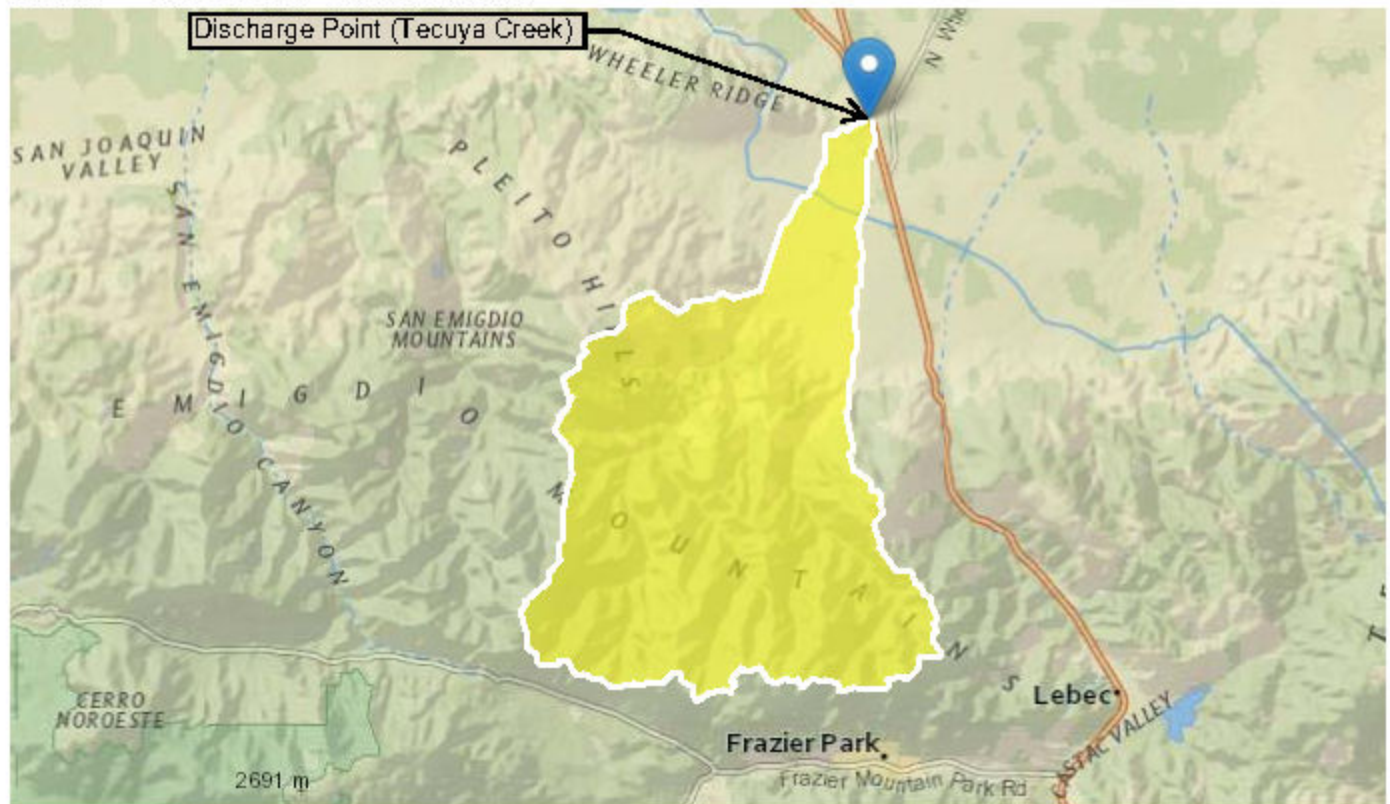 Discharge Point (Tecuya Creek)
WHEELER RIDGE
SAN JOAQUIN
VALLEY
PLEITO HILLS
SAN EMIGDIO CANYON
SAN EMIGDIO
MOUNTAINS
EMIGDIO MOUNTAINS
Lebec
CASTAC VALLEY
CERRO
NOROESTE
Frazier Park
2691 m
Frazier Mountain Park Rd